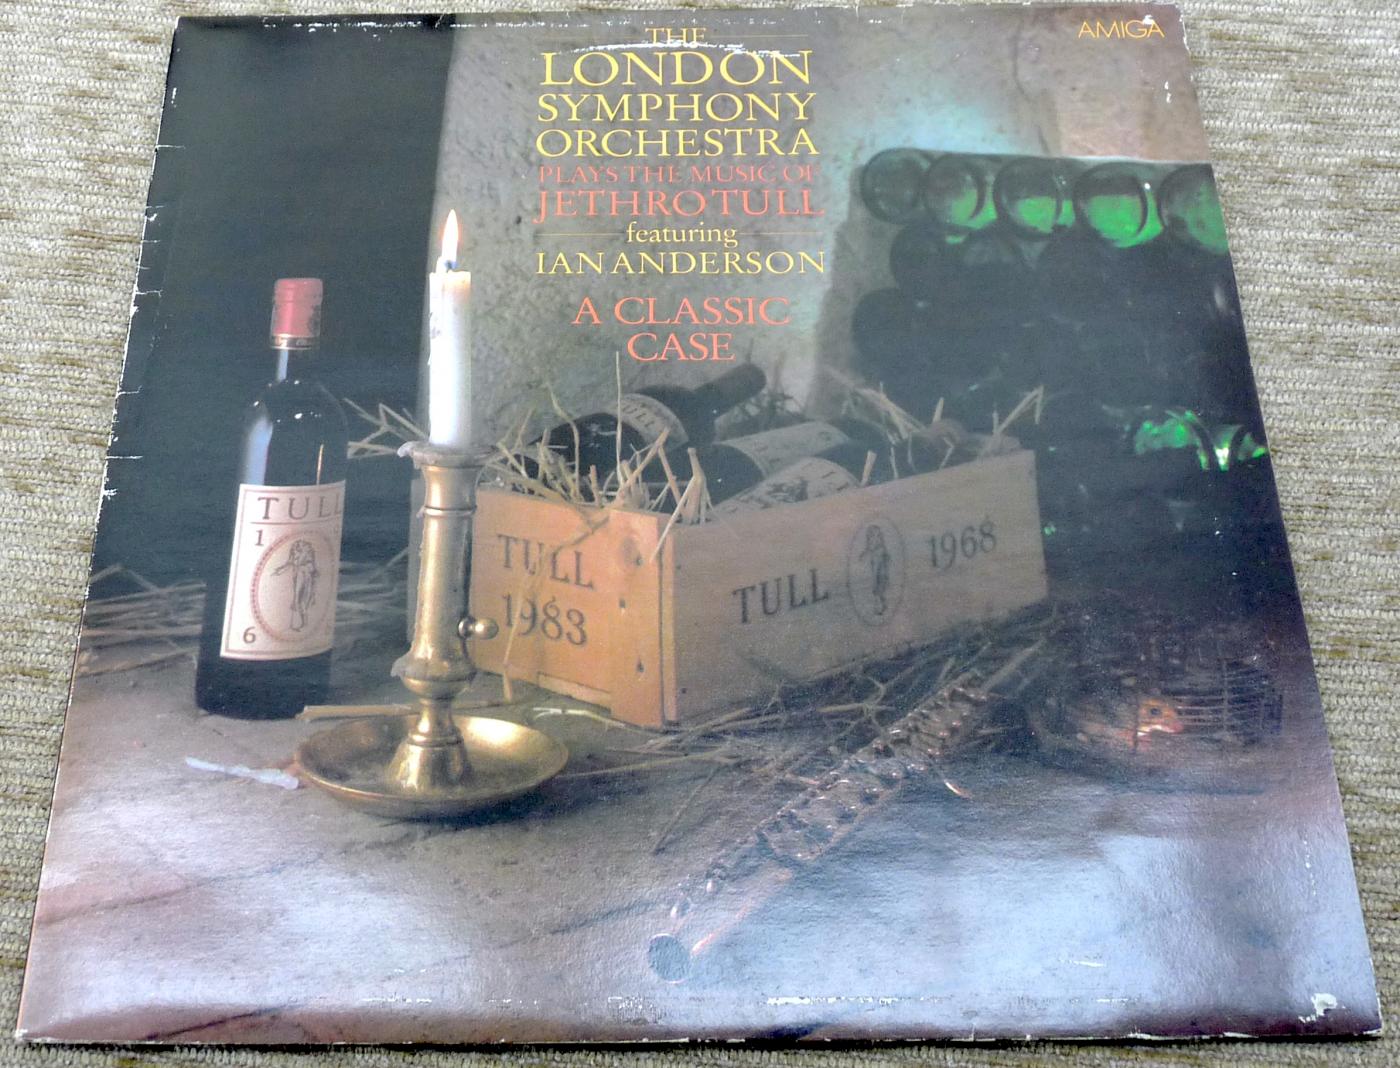 AMIGA
THE
LONDON
SYMPHONY
ORCHESTRA
PLAYS THE MUSIC OF
JETHRO TULL
featuring
IAN ANDERSON
A CLASSIC
CASE
TULL
TULL
1
6
TULL
1983
TULL 1968